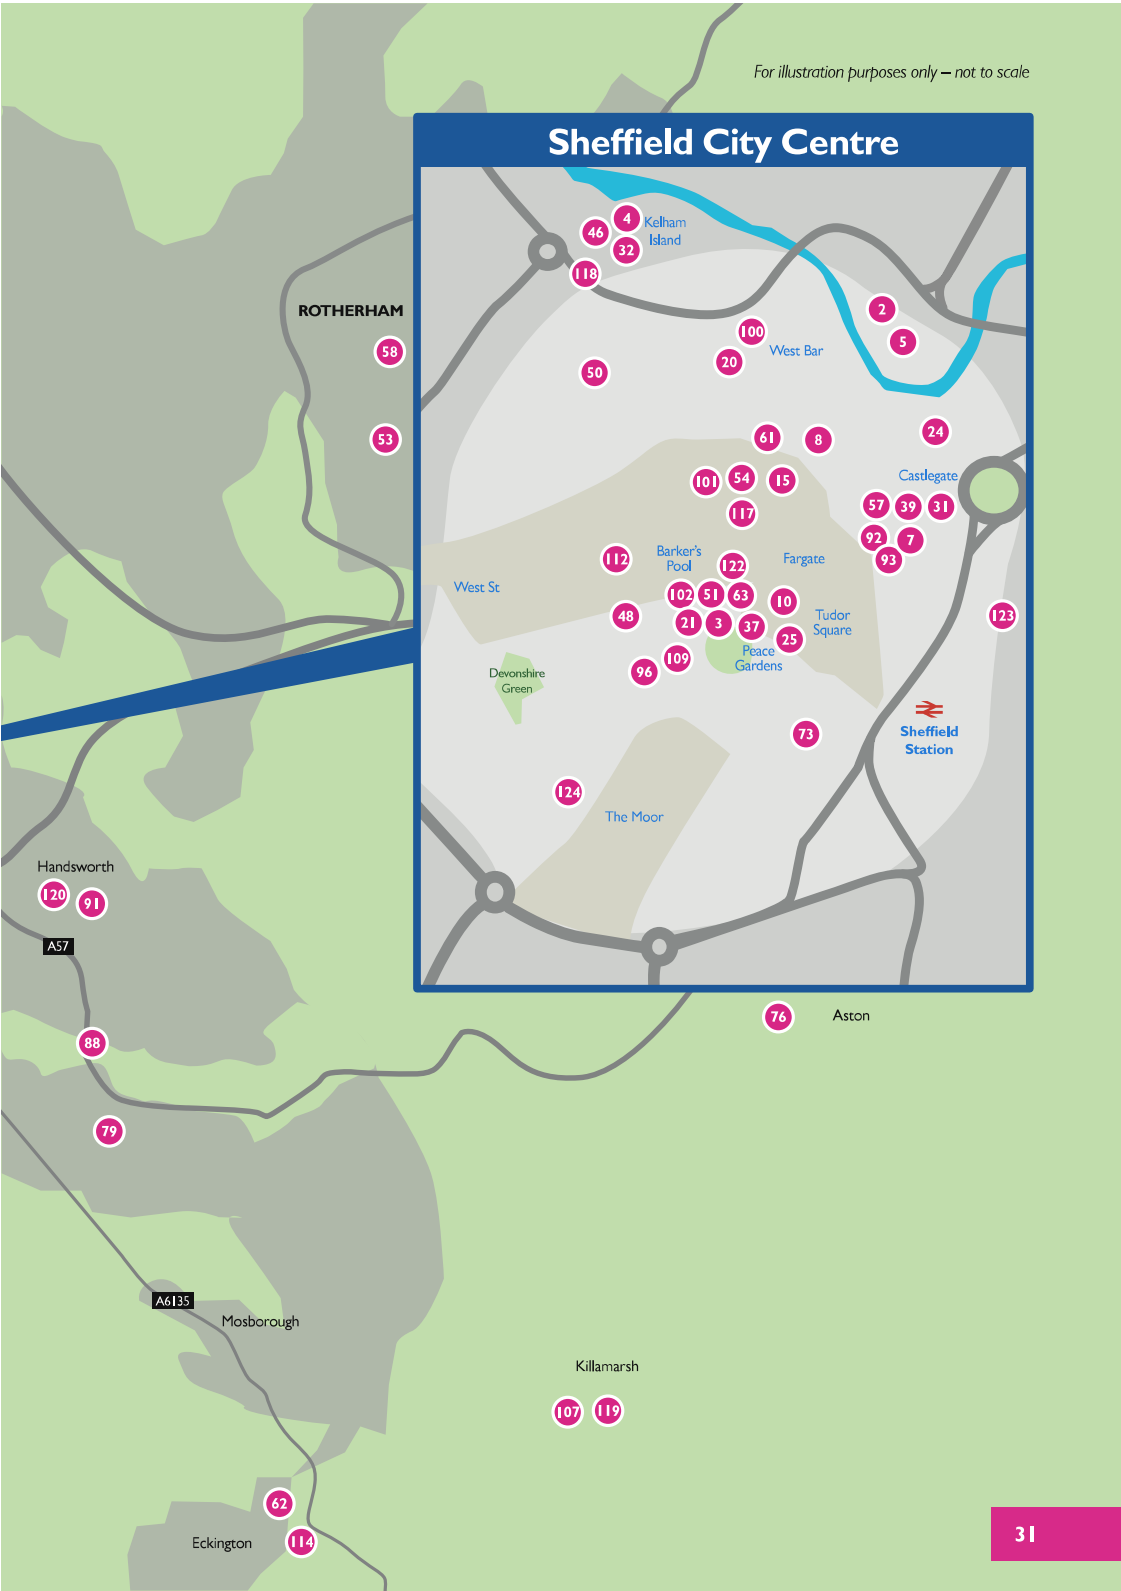 For illustration purposes only – not to scale
Sheffield City Centre
4
46
Kelham
Island
32
118
2
ROTHERHAM
100
5
58
West Bar
20
50
24
61
8
53
Castlegate
101
54
15
57
39
31
117
92
7
93
112
Barker's
Pool
122
Fargate
West St
102
51
63
10
48
21
3
37
Tudor
Square
123
25
Peace
Gardens
109
96
Devonshire
Green
73
Sheffield
Station
124
The Moor
Handsworth
120
91
A57
76
Aston
88
79
A6135
Mosborough
Killamarsh
107
119
62
Eckington
114
31